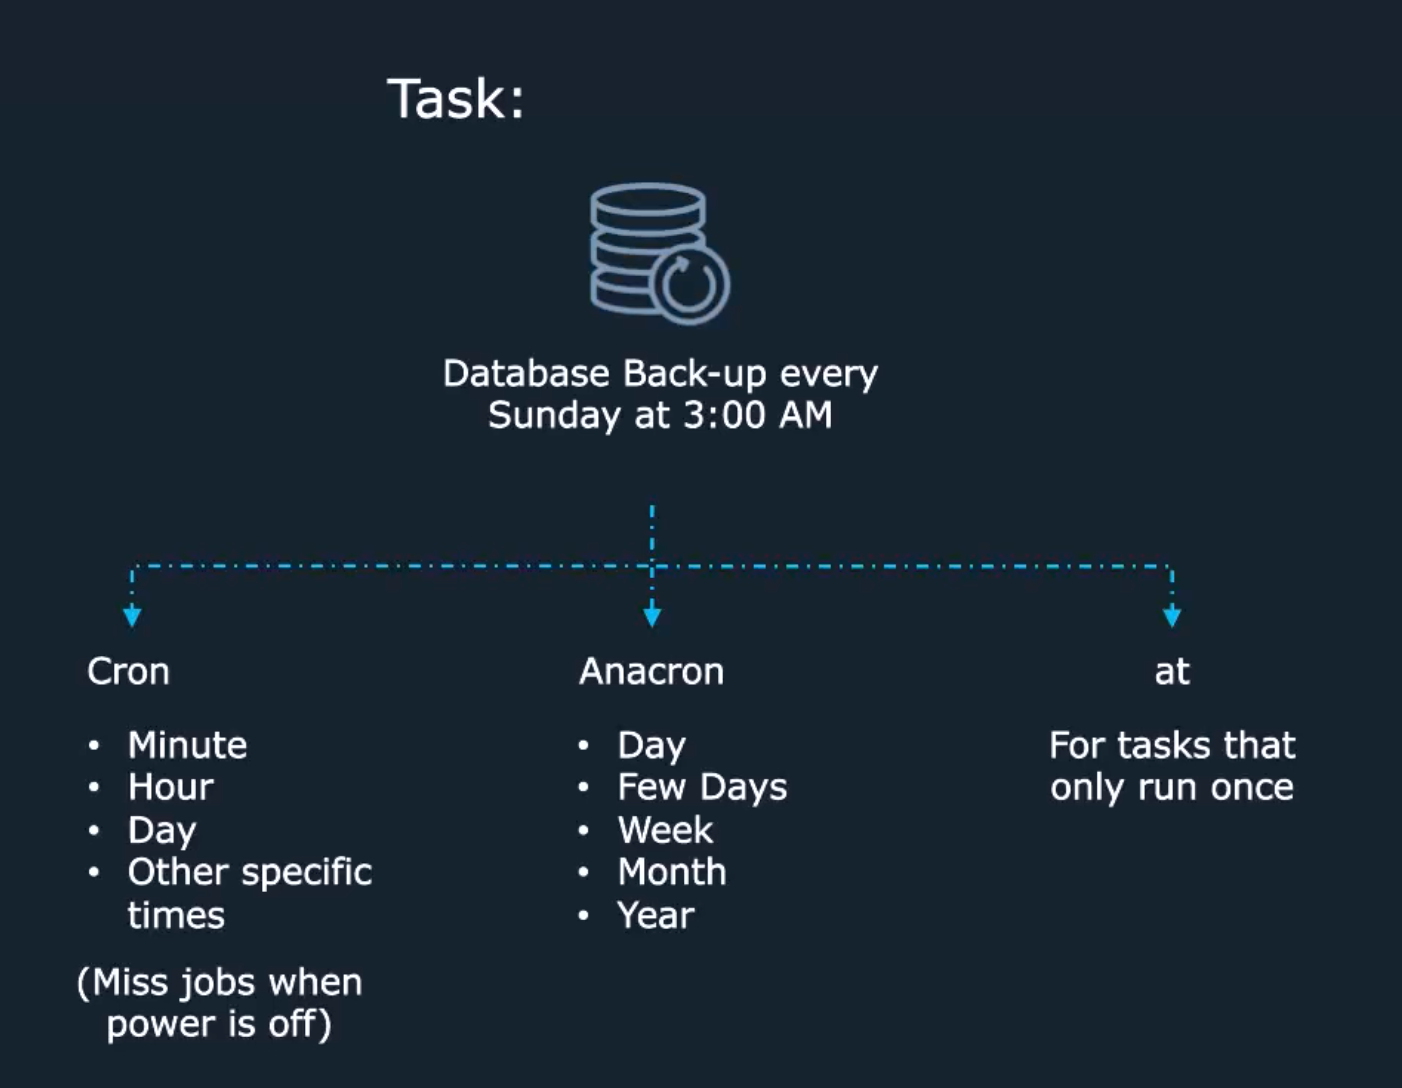 Task:
Database Back-up every
Sunday at 3:00 AM
Cron
• Minute
• Hour
• Day
• Other specific
times
(Miss jobs when
power is off)
Anacron
• Day
• Few Days
• Week
• Month
• Year
at
For tasks that
only run once